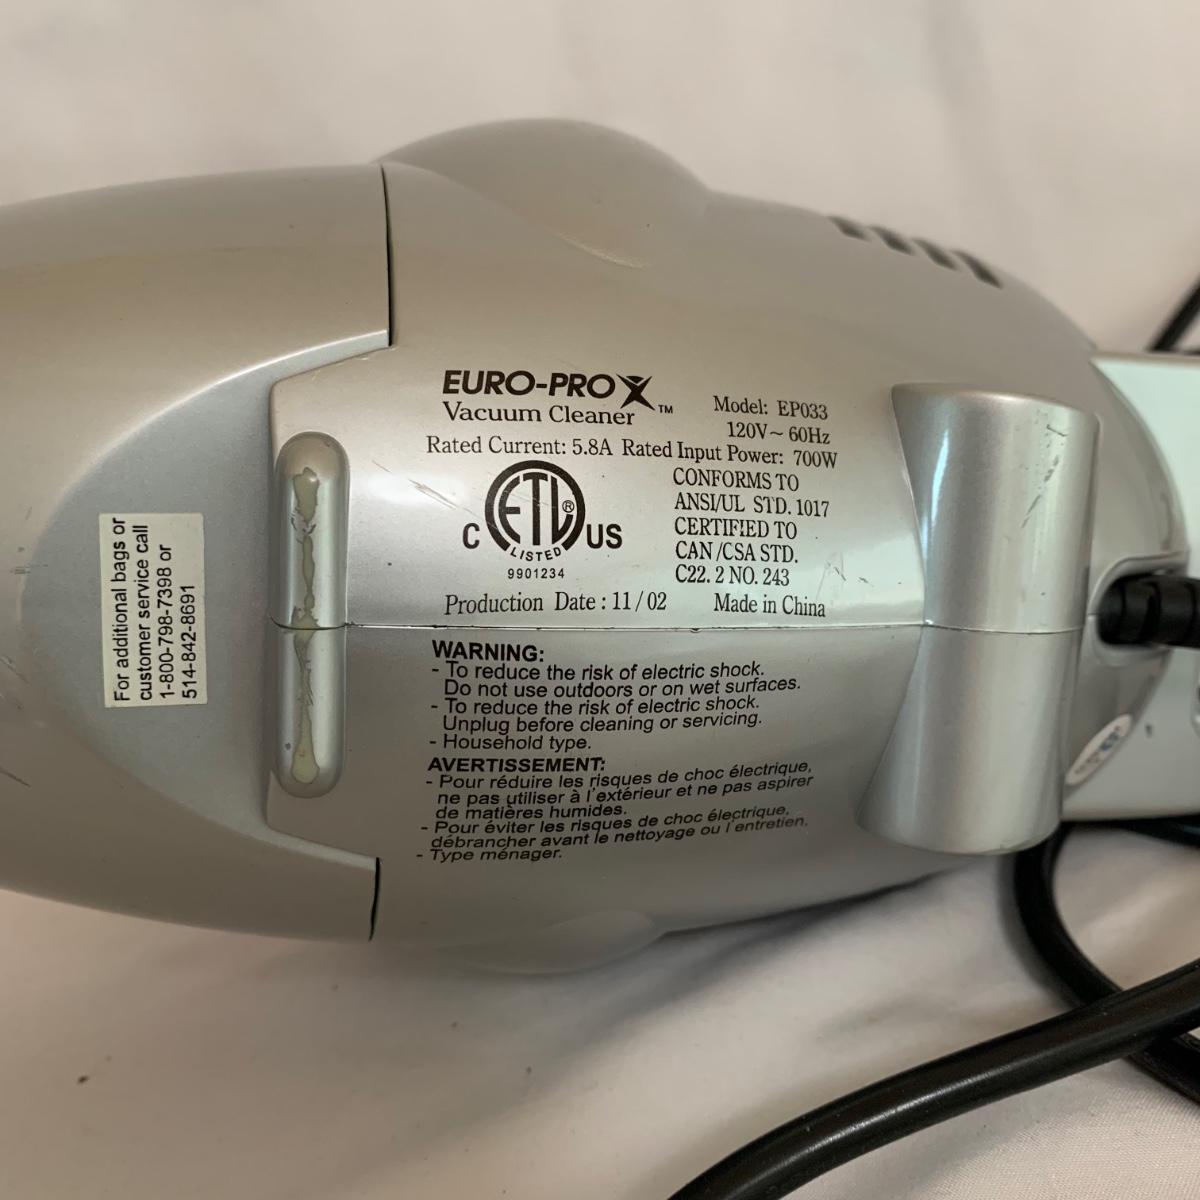 EURO-PRO X™
Vacuum Cleaner
Model: EP033
120V~ 60Hz
Rated Current: 5.8A Rated Input Power: 700W
ETL®
C US
LISTED
9901234
CONFORMS TO
ANSI/UL STD. 1017
CERTIFIED TO
CAN/CSA STD.
C22. 2 NO. 243
Production Date: 11/02 Made in China
WARNING:
- To reduce the risk of electric shock.
Do not use outdoors or on wet surfaces.
- To reduce the risk of electric shock.
Unplug before cleaning or servicing.
- Household type.
AVERTISSEMENT:
- Pour réduire les risques de choc électrique,
ne pas utiliser à l'extérieur et ne pas aspirer
de matières humides.
- Pour éviter les risques de choc électrique,
débrancher avant le nettoyage ou l'entretien.
- Type ménager.
For additional bags or
customer service call
1-800-798-7398 or
514-842-8691